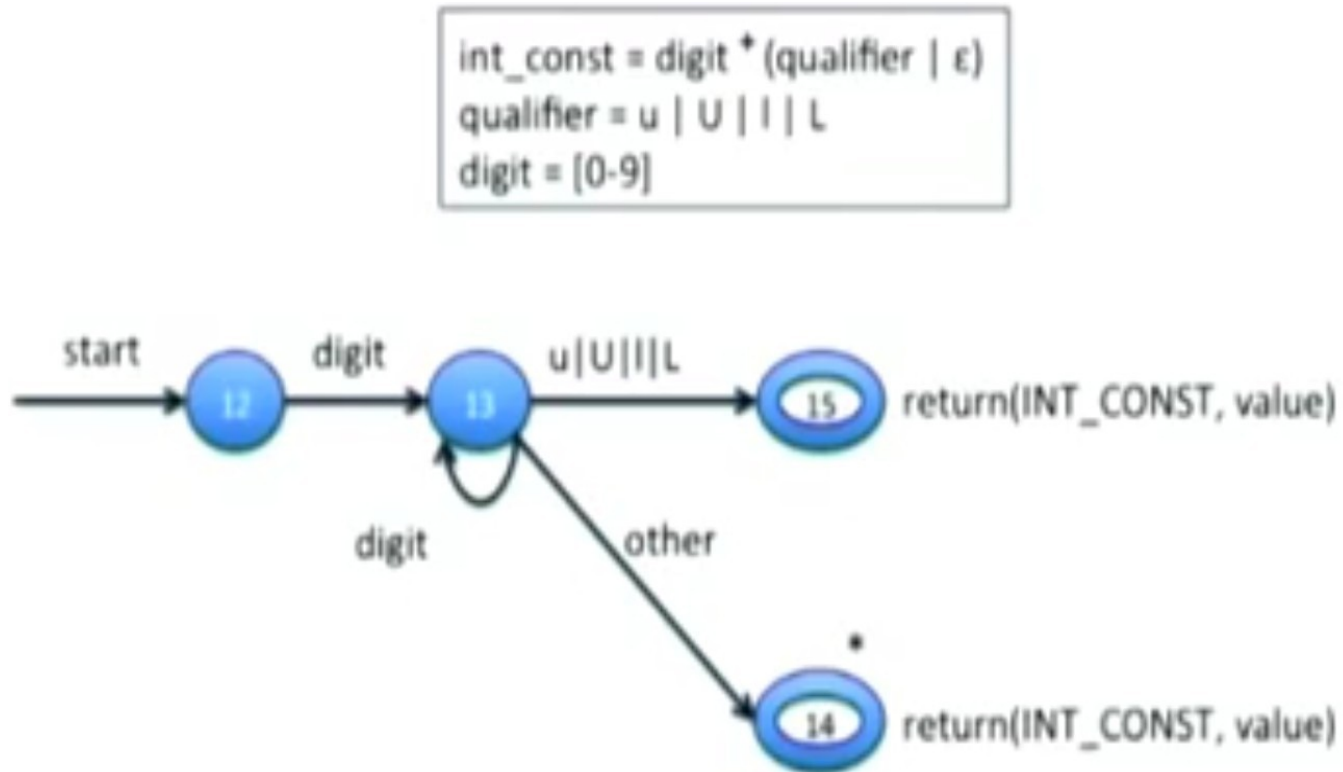 int_const = digit * (qualifier | ε)
qualifier = u | U | l | L
digit = [0-9]
start
digit
u|U|l|L
12
13
15
return(INT_CONST, value)
digit
other
*
14
return(INT_CONST, value)